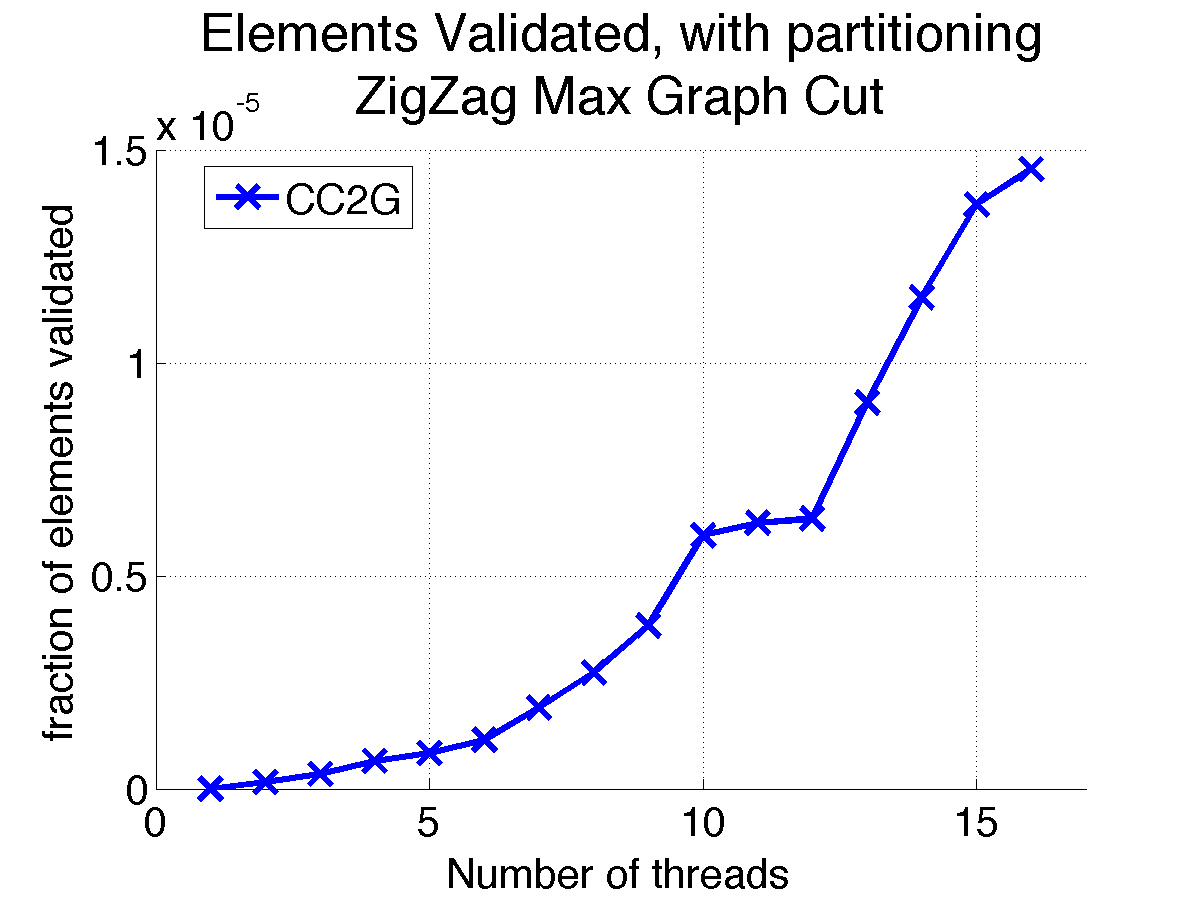 Elements Validated, with partitioning
ZigZag Max Graph Cut
x 10^-5
1.5
1
0.5
0
CC2G
fraction of elements validated
0 5 10 15
Number of threads